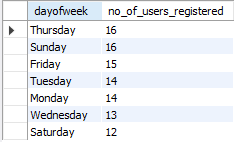 dayofweek no_of_users_registered
Thursday 16
Sunday 16
Friday 15
Tuesday 14
Monday 14
Wednesday 13
Saturday 12